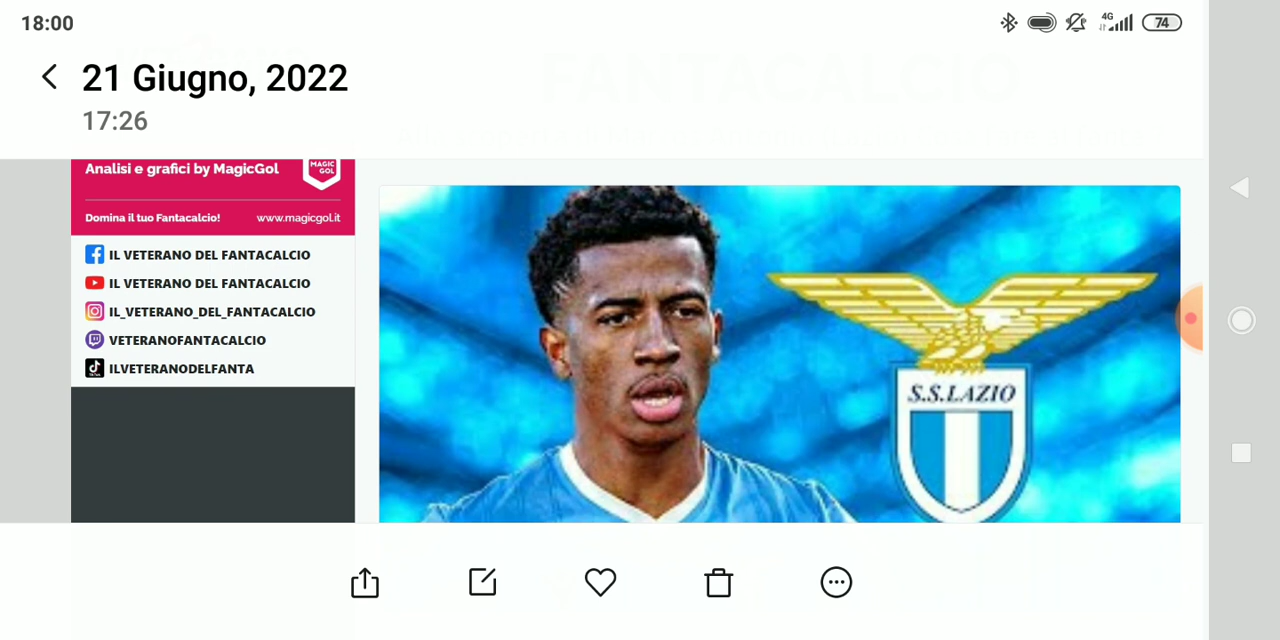 18:00
4G
74
21 Giugno, 2022
17:26
Analisi e grafici by MagicGol
MAGIC
GOL
Domina il tuo Fantacalcio!
www.magicgol.it
IL VETERANO DEL FANTACALCIO
IL VETERANO DEL FANTACALCIO
IL_VETERANO_DEL_FANTACALCIO
VETERANOFANTACALCIO
ILVETERANODELFANTA
S.S.LAZIO